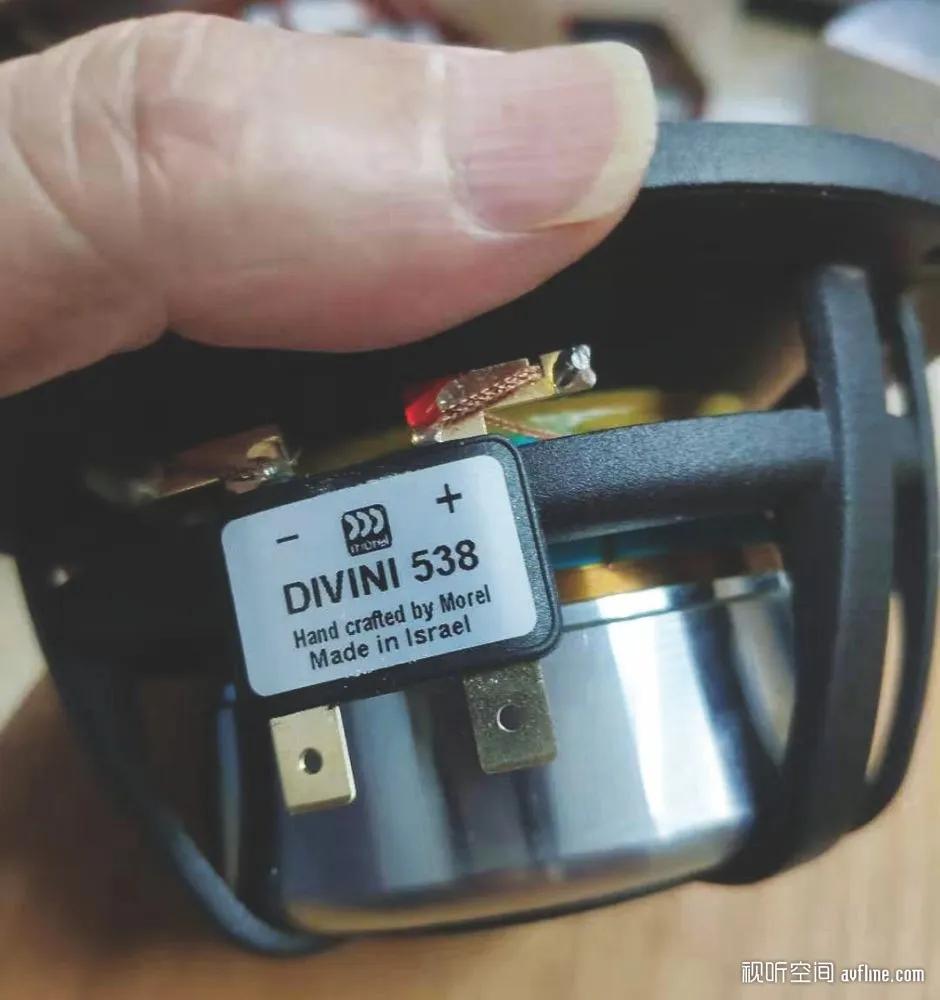 − +
morel
DIVINI 538
Hand crafted by Morel
Made in Israel
视听空间 avfline.com